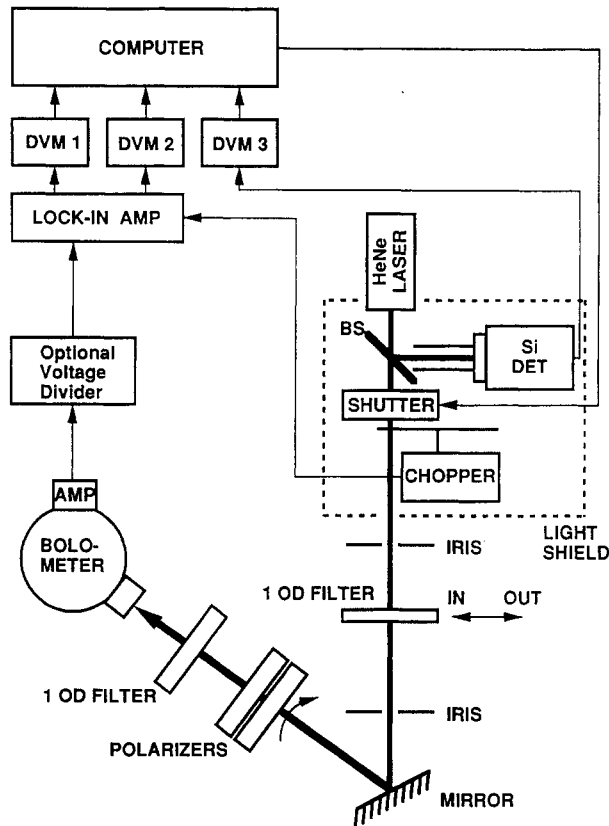 COMPUTER
DVM 1
DVM 2
DVM 3
LOCK-IN AMP
HeNe
LASER
BS
Si
DET
Optional
Voltage
Divider
SHUTTER
CHOPPER
AMP
LIGHT
SHIELD
BOLO-
METER
IRIS
1 OD FILTER
IN
OUT
1 OD FILTER
IRIS
POLARIZERS
MIRROR